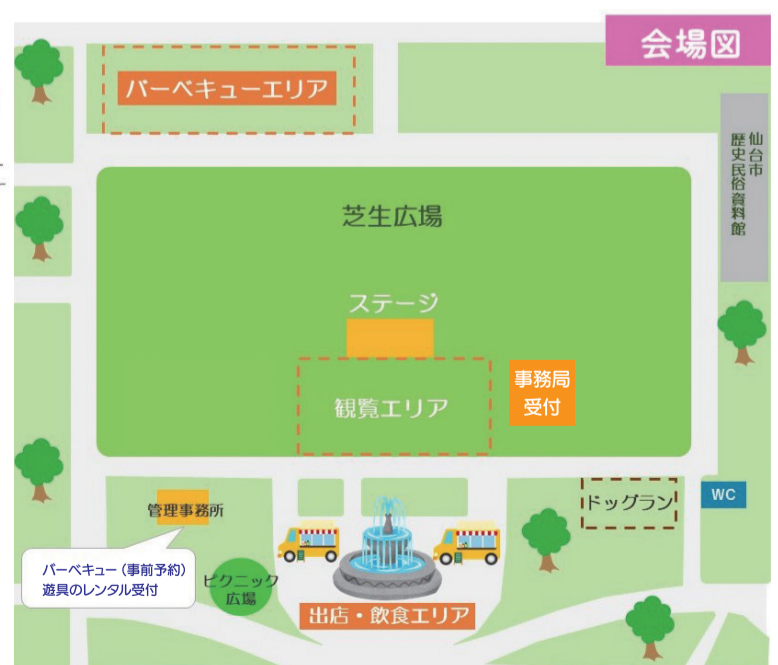 会場図
バーベキューエリア
仙台市
歴史民俗資料館
芝生広場
ステージ
観覧エリア
事務局
受付
管理事務所
ドッグラン
WC
バーベキュー（事前予約）
遊具のレンタル受付
ピクニック
広場
出店・飲食エリア